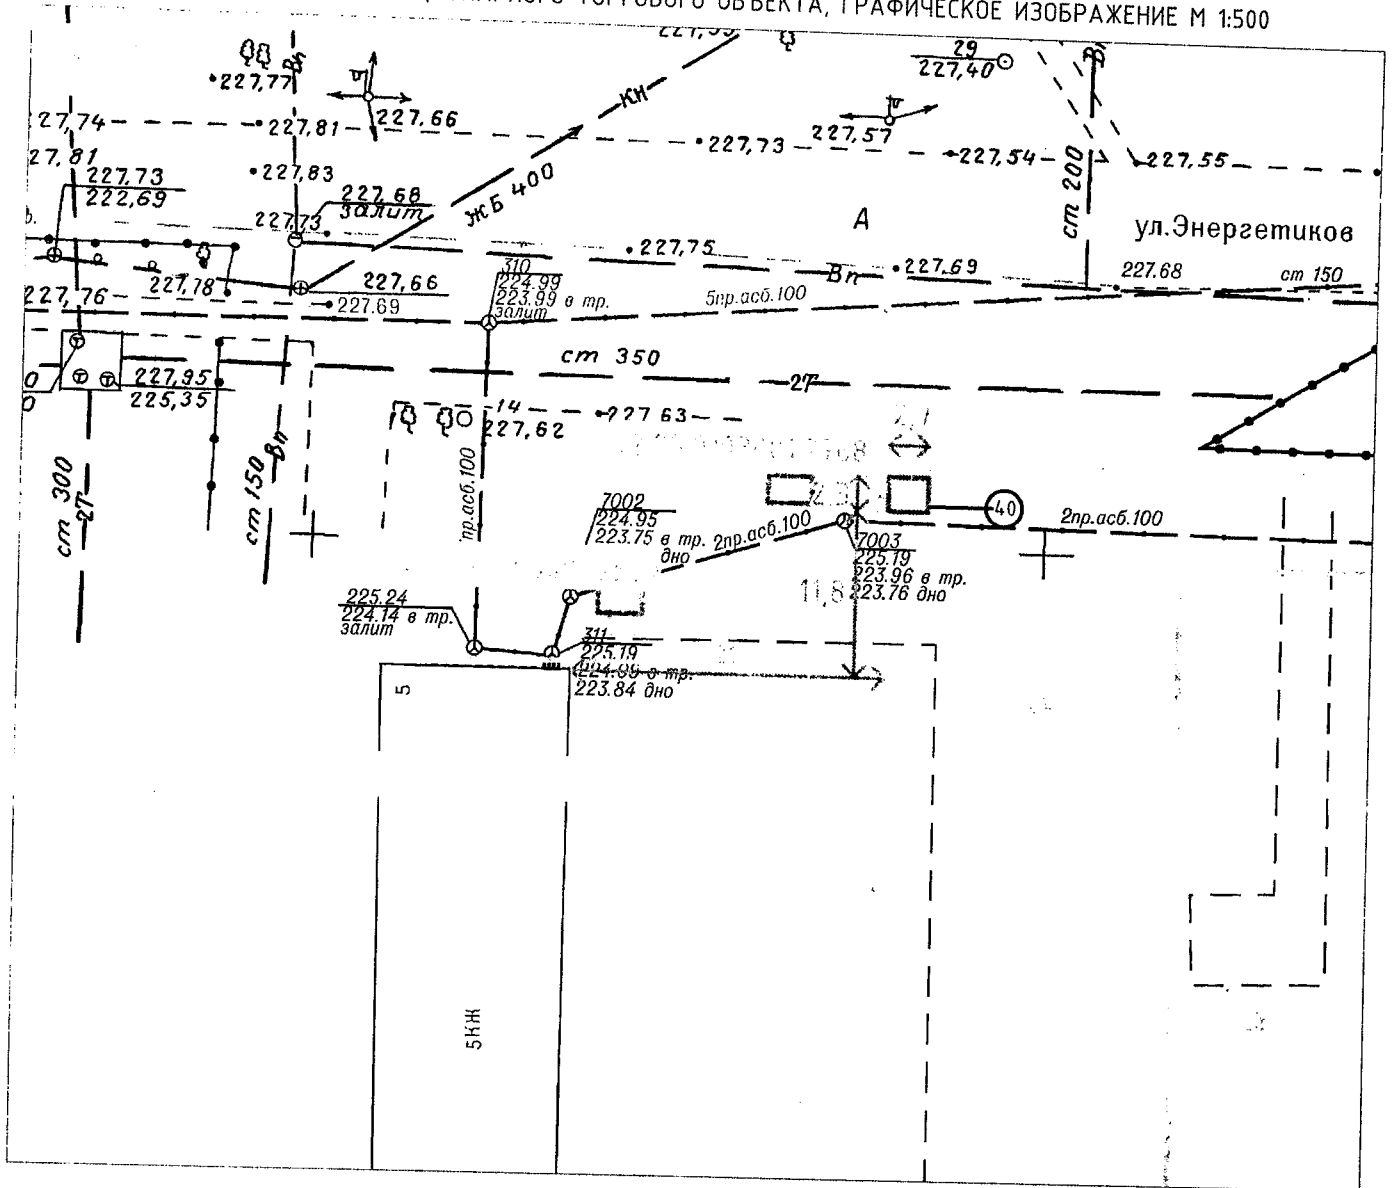 ТОРГОВОГО ОБЪЕКТА, ГРАФИЧЕСКОЕ ИЗОБРАЖЕНИЕ М 1:500
Вп
227,77
227,66
КН
29
227,40
Вп
227,57
227,74
227,81
227,73
227,54
227,55
27,81
227,83
227,73
222,69
227,68
залит
ЖБ 400
ст 200
227,73
А
ул.Энергетиков
227,75
Вп
227,69
227.68
ст 150
310
224.99
223.99 в тр.
залит
5пр.асб.100
227,78
227,66
227,76
227.69
ст 350
2Т
0
0
227,95
225,35
14
227,62
227 63
2,1
ст 300
2Т
ст 150
Вп
пр.асб.100
7002
224.95
223.75 в тр.
дно
2пр.асб.100
40
2пр.асб.100
7003
225.19
223.96 в тр.
223.76 дно
11,8
225.24
224.14 в тр.
залит
311
225.19
224.09 в тр.
223.84 дно
5
5КЖ